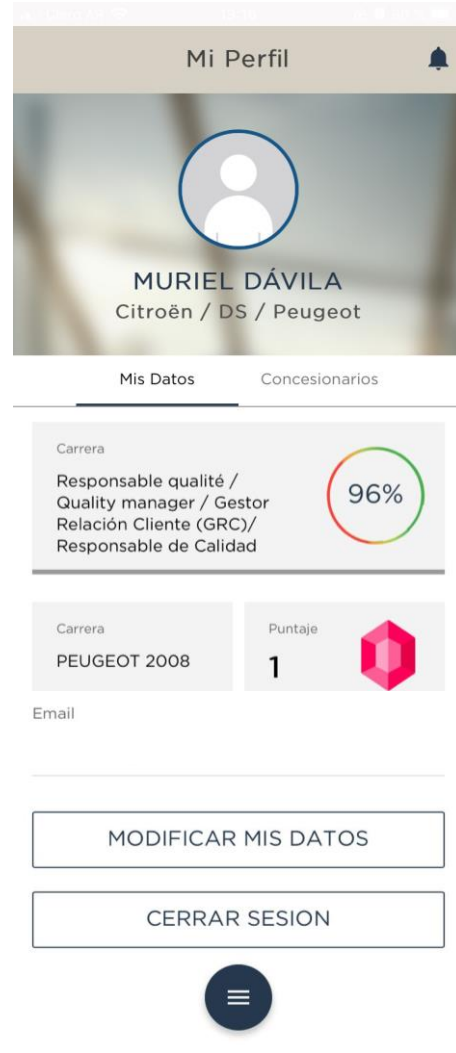 Mi Perfil
MURIEL DÁVILA
Citroën / DS / Peugeot
Mis Datos
Concesionarios
Carrera
Responsable qualité /
Quality manager / Gestor
Relación Cliente (GRC)/
Responsable de Calidad
96%
Carrera
PEUGEOT 2008
Puntaje
1
Email
MODIFICAR MIS DATOS
CERRAR SESION